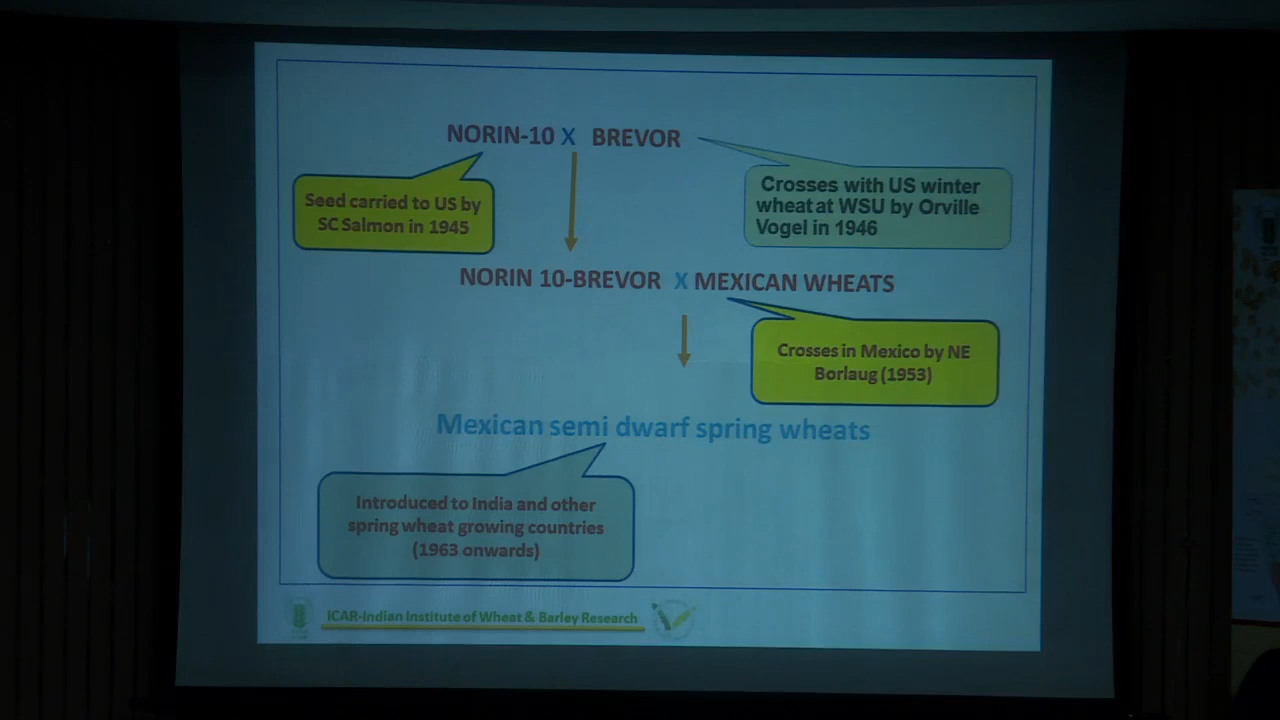 NORIN-10 X BREVOR
Seed carried to US by
SC Salmon in 1945
Crosses with US winter
wheat at WSU by Orville
Vogel in 1946
NORIN 10-BREVOR X MEXICAN WHEATS
Crosses in Mexico by NE
Borlaug (1953)
Mexican semi dwarf spring wheats
Introduced to India and other
spring wheat growing countries
(1963 onwards)
ICAR-Indian Institute of Wheat & Barley Research